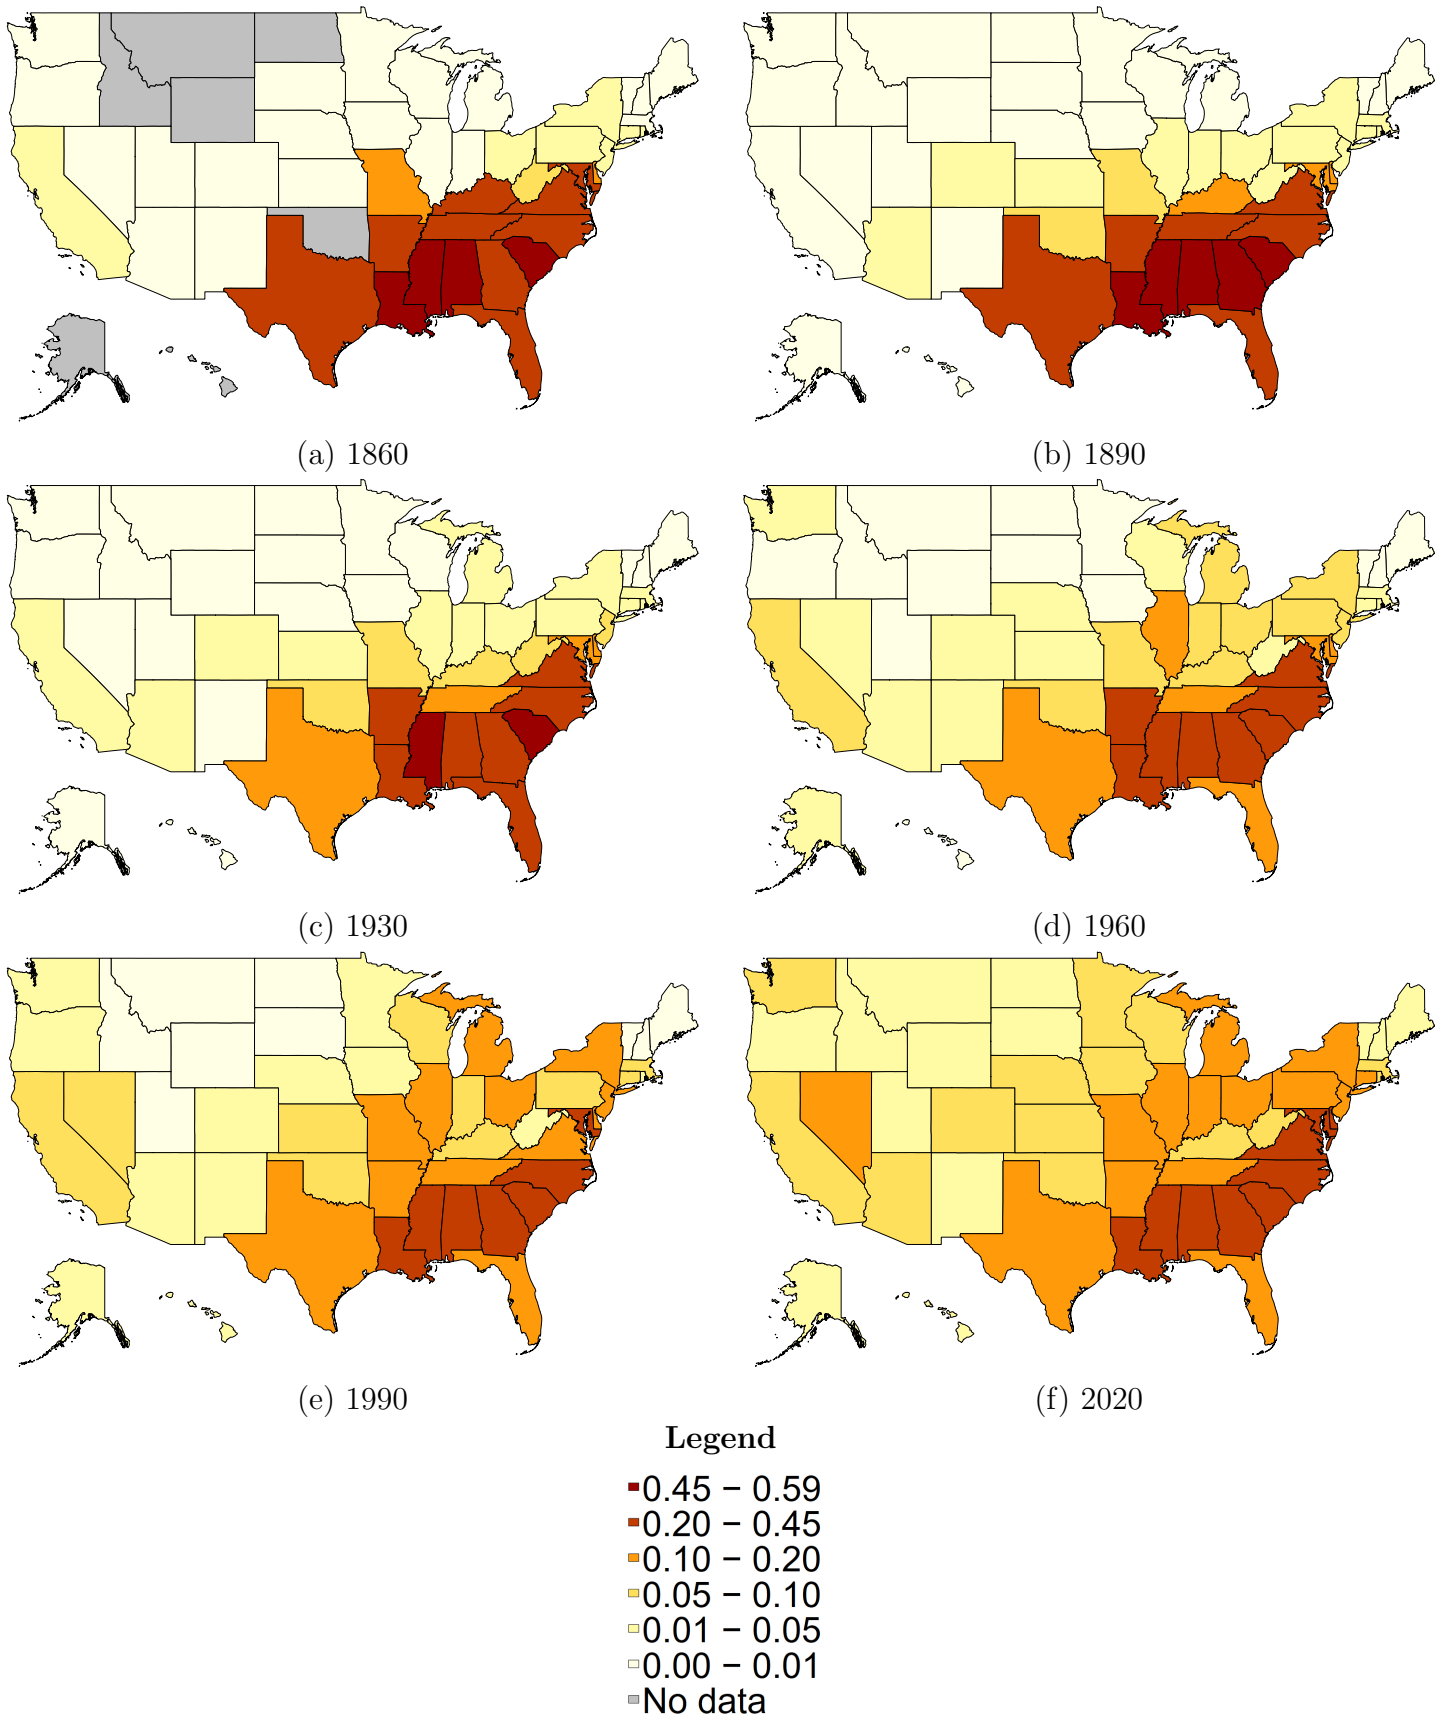 (a) 1860
(b) 1890
(c) 1930
(d) 1960
(e) 1990
(f) 2020
Legend
0.45 − 0.59
0.20 − 0.45
0.10 − 0.20
0.05 − 0.10
0.01 − 0.05
0.00 − 0.01
No data